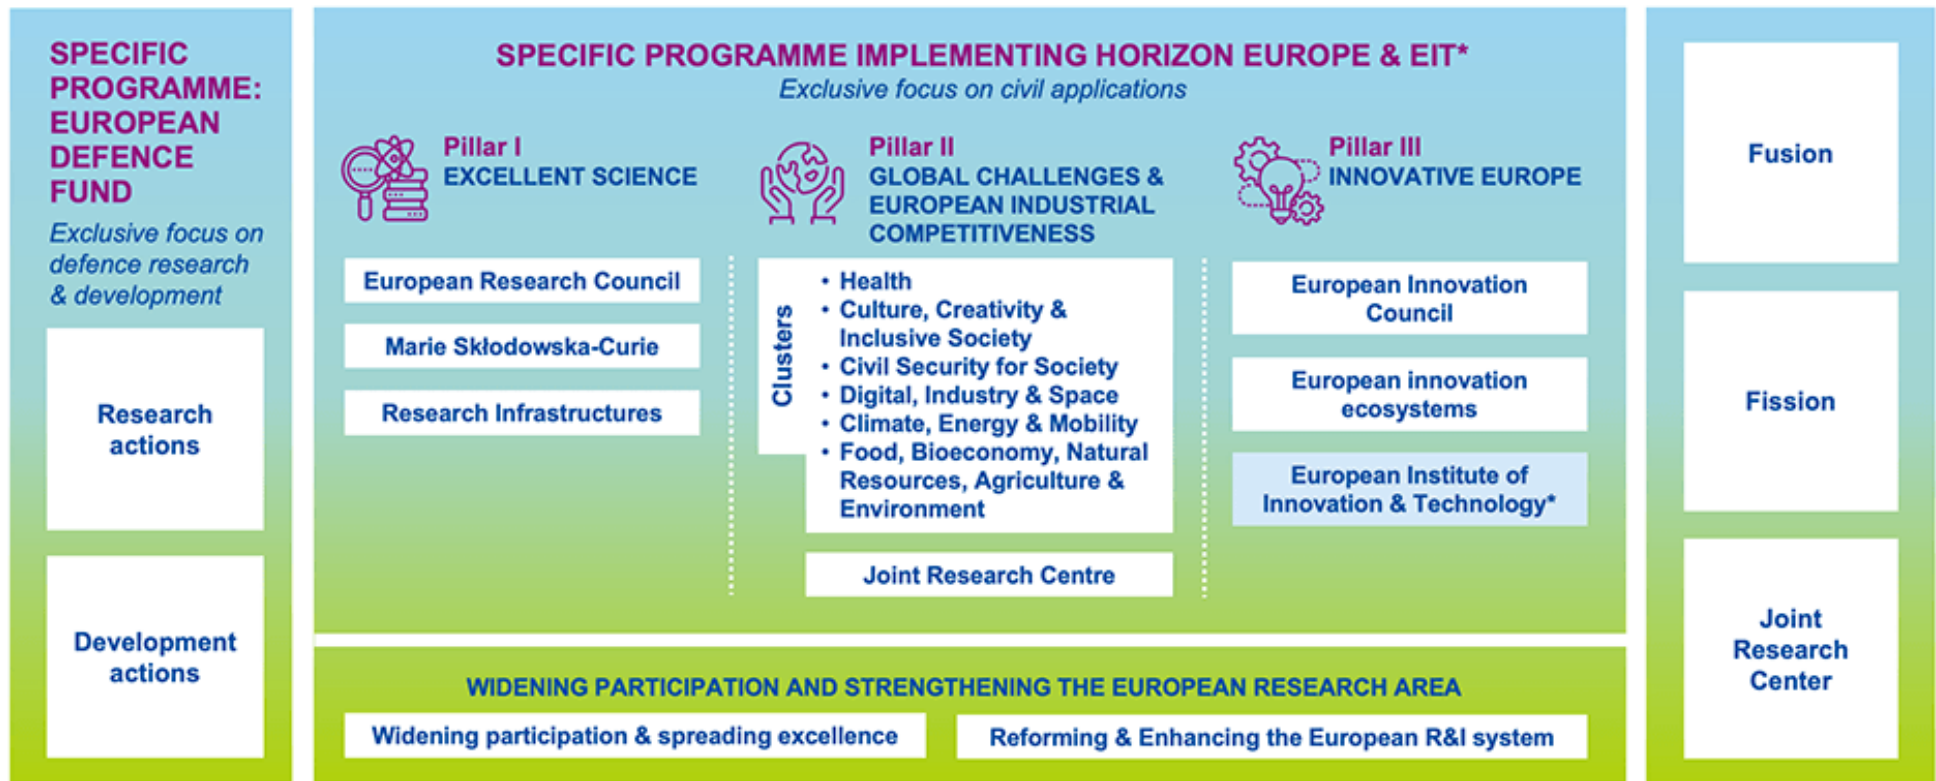 SPECIFIC
PROGRAMME:
EUROPEAN
DEFENCE
FUND
Exclusive focus on
defence research
& development
Research
actions
Development
actions
SPECIFIC PROGRAMME IMPLEMENTING HORIZON EUROPE & EIT*
Exclusive focus on civil applications
Pillar I
EXCELLENT SCIENCE
European Research Council
Marie Skłodowska-Curie
Research Infrastructures
Pillar II
GLOBAL CHALLENGES &
EUROPEAN INDUSTRIAL
COMPETITIVENESS
Clusters
• Health
• Culture, Creativity &
Inclusive Society
• Civil Security for Society
• Digital, Industry & Space
• Climate, Energy & Mobility
• Food, Bioeconomy, Natural
Resources, Agriculture &
Environment
Joint Research Centre
Pillar III
INNOVATIVE EUROPE
European Innovation
Council
European innovation
ecosystems
European Institute of
Innovation & Technology*
WIDENING PARTICIPATION AND STRENGTHENING THE EUROPEAN RESEARCH AREA
Widening participation & spreading excellence
Reforming & Enhancing the European R&I system
Fusion
Fission
Joint
Research
Center